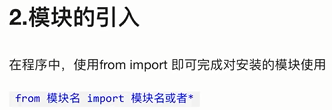 2.模块的引入
在程序中，使用from import 即可完成对安装的模块使用
from 模块名 import 模块名或者*